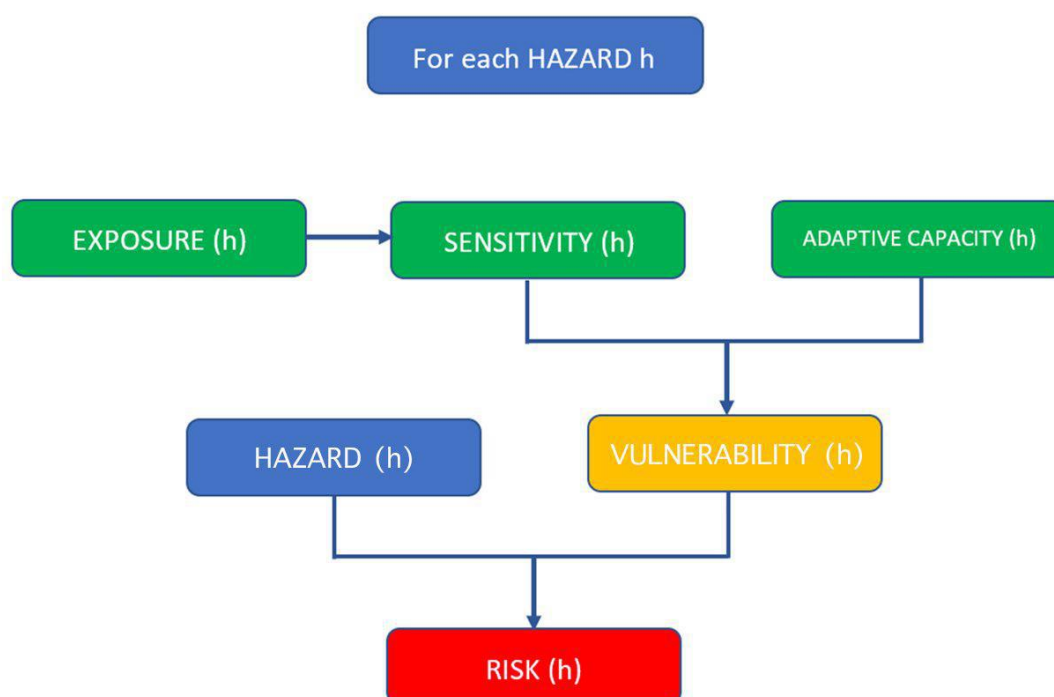 For each HAZARD h
EXPOSURE (h)
SENSITIVITY (h)
ADAPTIVE CAPACITY (h)
HAZARD (h)
VULNERABILITY (h)
RISK (h)